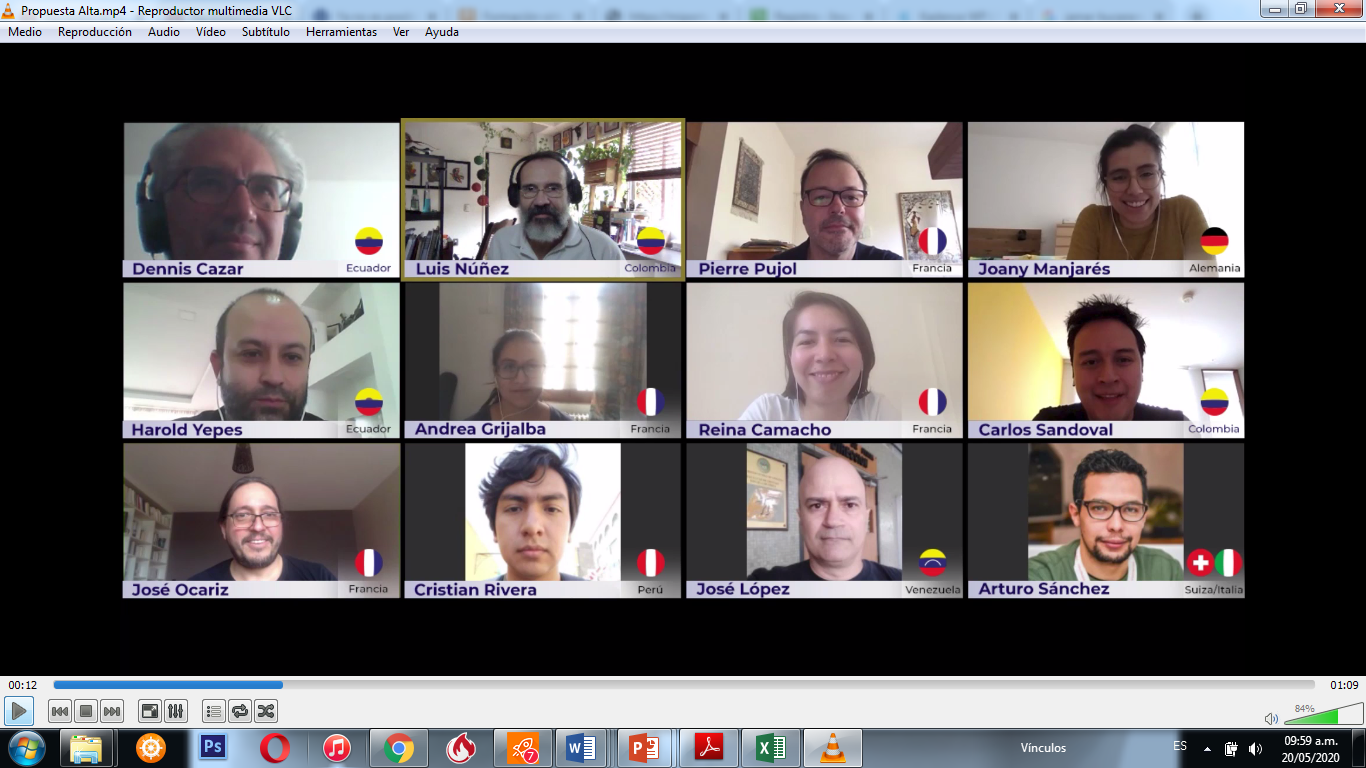 Propuesta Alta.mp4 - Reproductor multimedia VLC
Medio Reproducción Audio Vídeo Subtítulo Herramientas Ver Ayuda
Dennis Cazar Ecuador
Luis Núñez Colombia
Pierre Pujol Francia
Joany Manjarés Alemania
Harold Yepes Ecuador
Andrea Grijalba Francia
Reina Camacho Francia
Carlos Sandoval Colombia
José Ocariz Francia
Cristian Rivera Perú
José López Venezuela
Arturo Sánchez Suiza/Italia
00:12 01:09
84%
Ps 7 W P X
Vínculos ES 09:59 a.m.
20/05/2020